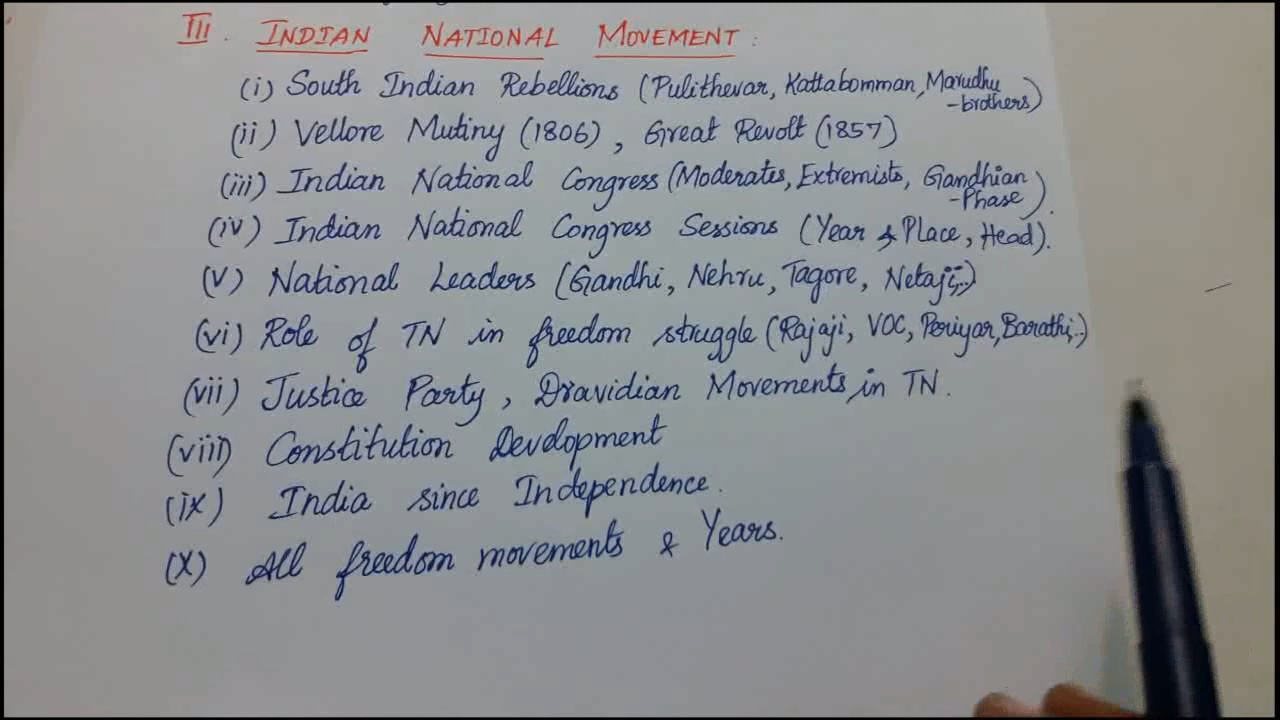 III. INDIAN NATIONAL MOVEMENT:
(i) South Indian Rebellions (Pulithevar, Kattabomman, Marudhu
-brothers)
(ii) Vellore Mutiny (1806), Great Revolt (1857)
(iii) Indian National Congress (Moderates, Extremists, Gandhian
-Phase).
(iv) Indian National Congress Sessions (Year & Place, Head).
(v) National Leaders (Gandhi, Nehru, Tagore, Netaji,..)
(vi) Role of TN in freedom struggle (Rajaji, VOC, Periyar, Barathi,..)
(vii) Justice Party, Dravidian Movements in TN.
(viii) Constitution Development
(ix) India since Independence.
(x) All freedom movements & Years.